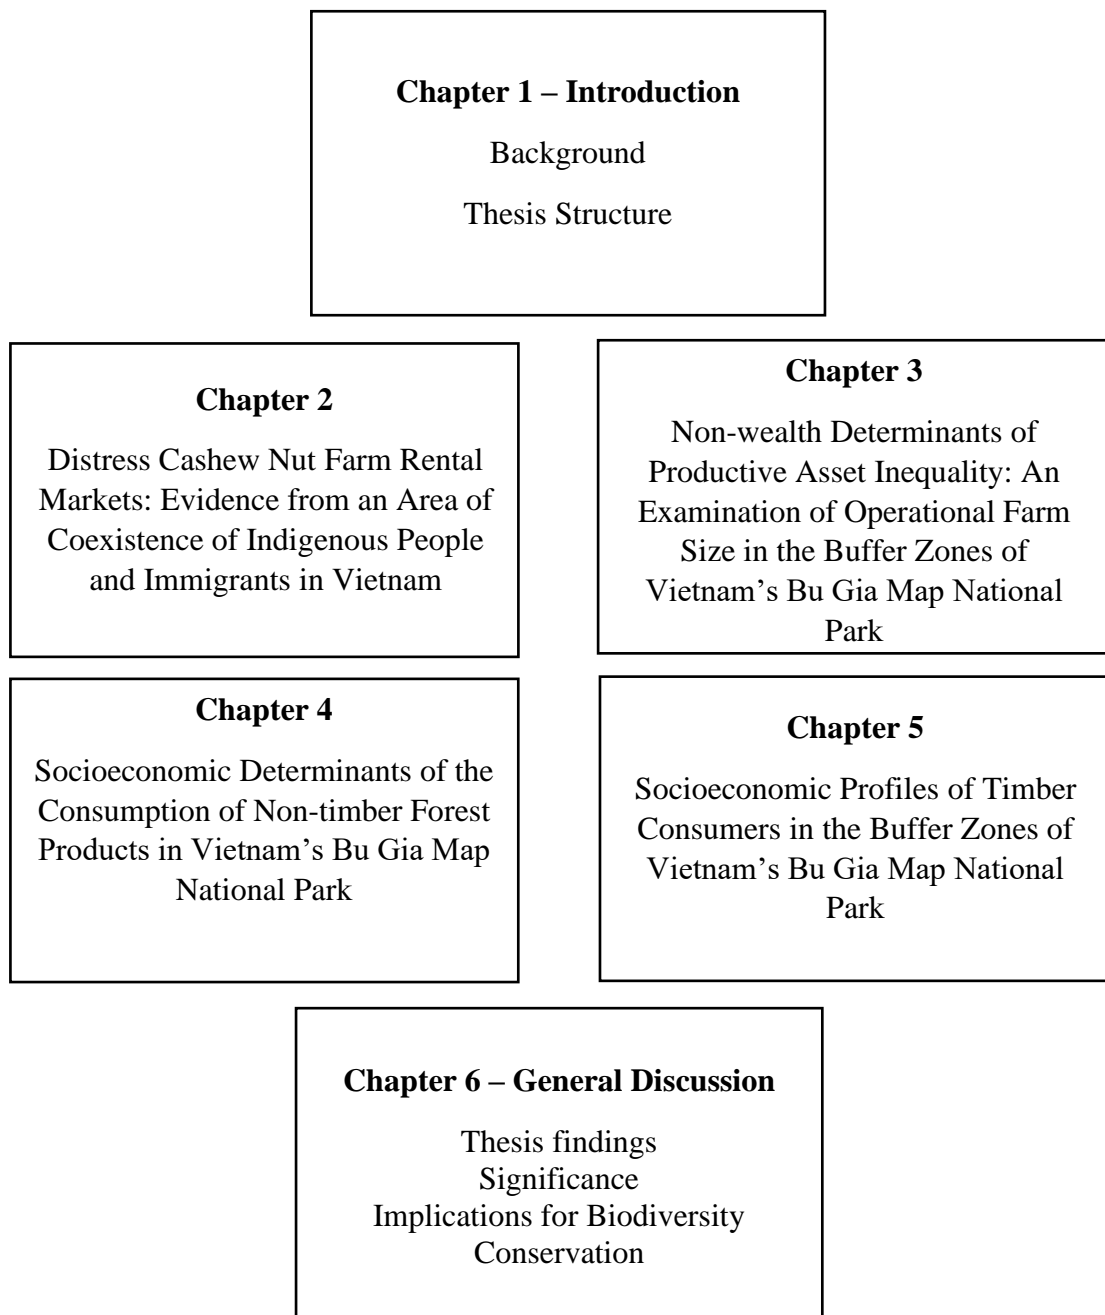 Chapter 1 – Introduction
Background
Thesis Structure
Chapter 2
Distress Cashew Nut Farm Rental
Markets: Evidence from an Area of
Coexistence of Indigenous People
and Immigrants in Vietnam
Chapter 3
Non-wealth Determinants of
Productive Asset Inequality: An
Examination of Operational Farm
Size in the Buffer Zones of
Vietnam’s Bu Gia Map National
Park
Chapter 4
Socioeconomic Determinants of the
Consumption of Non-timber Forest
Products in Vietnam’s Bu Gia Map
National Park
Chapter 5
Socioeconomic Profiles of Timber
Consumers in the Buffer Zones of
Vietnam’s Bu Gia Map National
Park
Chapter 6 – General Discussion
Thesis findings
Significance
Implications for Biodiversity
Conservation